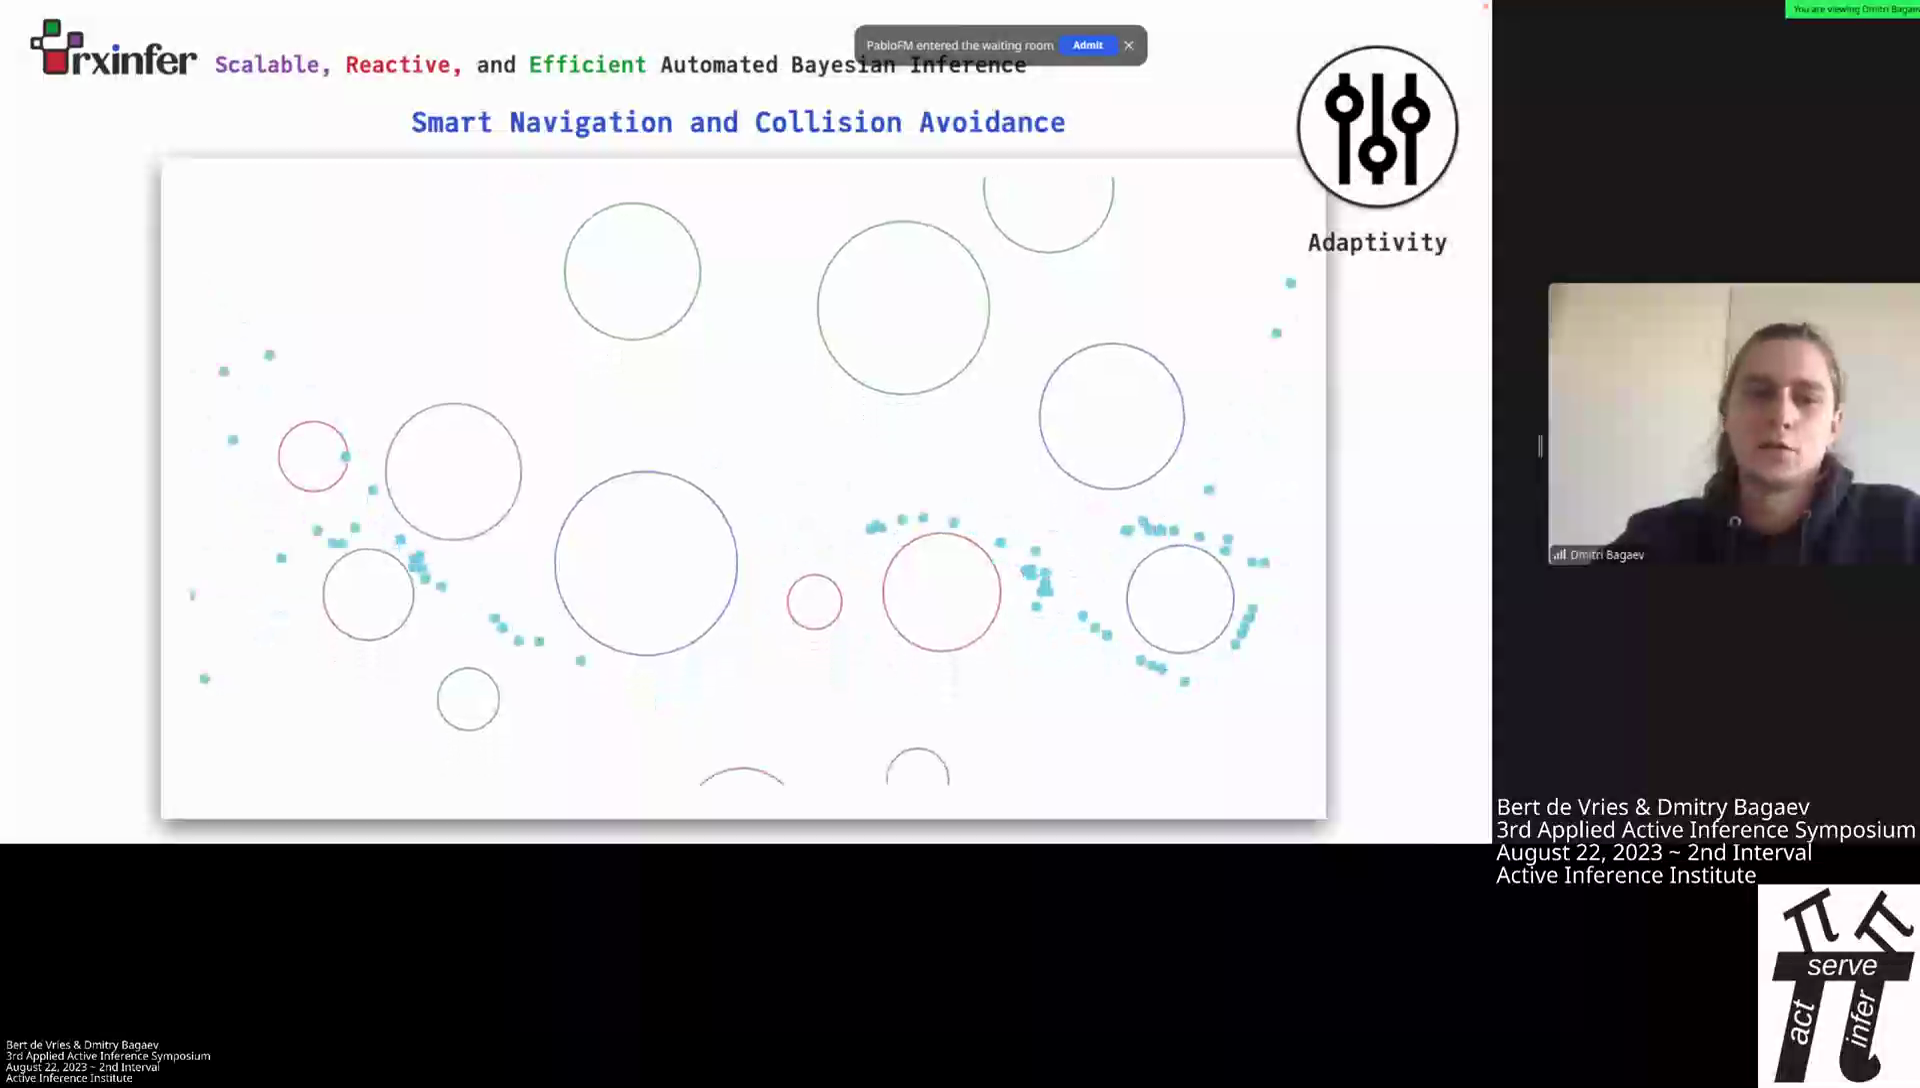 You are viewing Dmitri Bagaev
PabloFM entered the waiting room Admit
rxinfer Scalable, Reactive, and Efficient Automated Bayesian Inference
Smart Navigation and Collision Avoidance
Adaptivity
Dmitri Bagaev
Bert de Vries & Dmitry Bagaev
3rd Applied Active Inference Symposium
August 22, 2023 ~ 2nd Interval
Active Inference Institute
serve
act
infer
Bert de Vries & Dmitry Bagaev
3rd Applied Active Inference Symposium
August 22, 2023 ~ 2nd Interval
Active Inference Institute